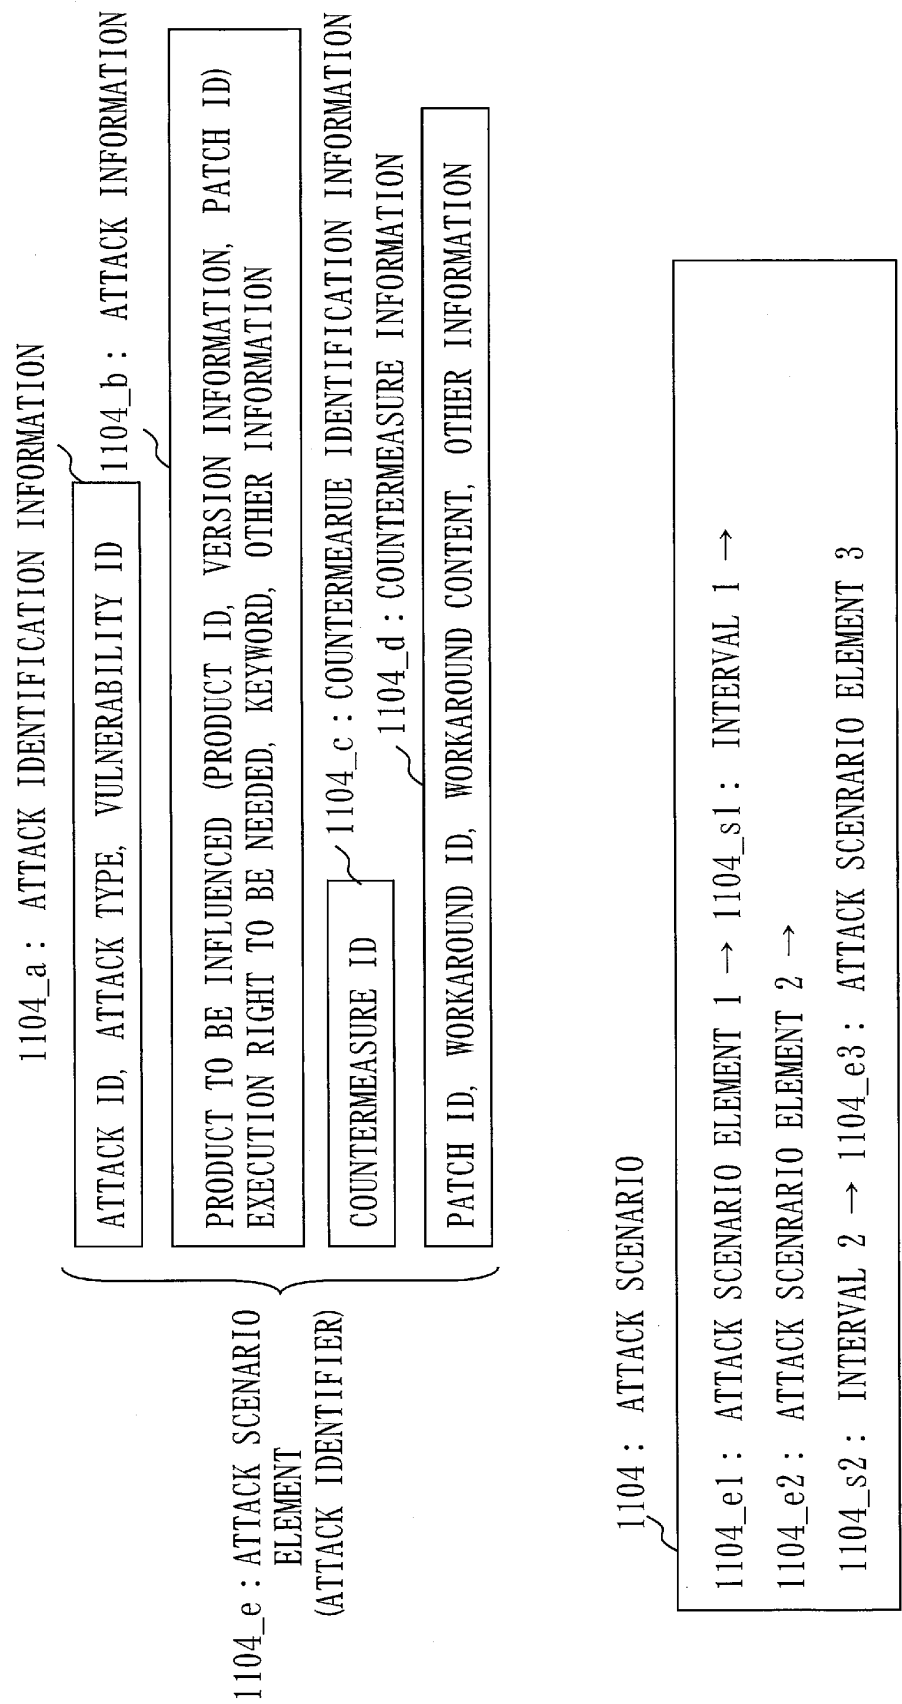 1104_a : ATTACK IDENTIFICATION INFORMATION
ATTACK ID, ATTACK TYPE, VULNERABILITY ID
1104_b : ATTACK INFORMATION
PRODUCT TO BE INFLUENCED (PRODUCT ID, VERSION INFORMATION, PATCH ID)
EXECUTION RIGHT TO BE NEEDED, KEYWORD, OTHER INFORMATION
1104_c : COUNTERMEARUE IDENTIFICATION INFORMATION
COUNTERMEASURE ID
1104_d : COUNTERMEASURE INFORMATION
PATCH ID, WORKAROUND ID, WORKAROUND CONTENT, OTHER INFORMATION
1104_e : ATTACK SCENARIO
ELEMENT
(ATTACK IDENTIFIER)
1104 : ATTACK SCENARIO
1104_e1 : ATTACK SCENARIO ELEMENT 1 → 1104_s1 : INTERVAL 1 →
1104_e2 : ATTACK SCENRARIO ELEMENT 2 →
1104_s2 : INTERVAL 2 → 1104_e3 : ATTACK SCENRARIO ELEMENT 3